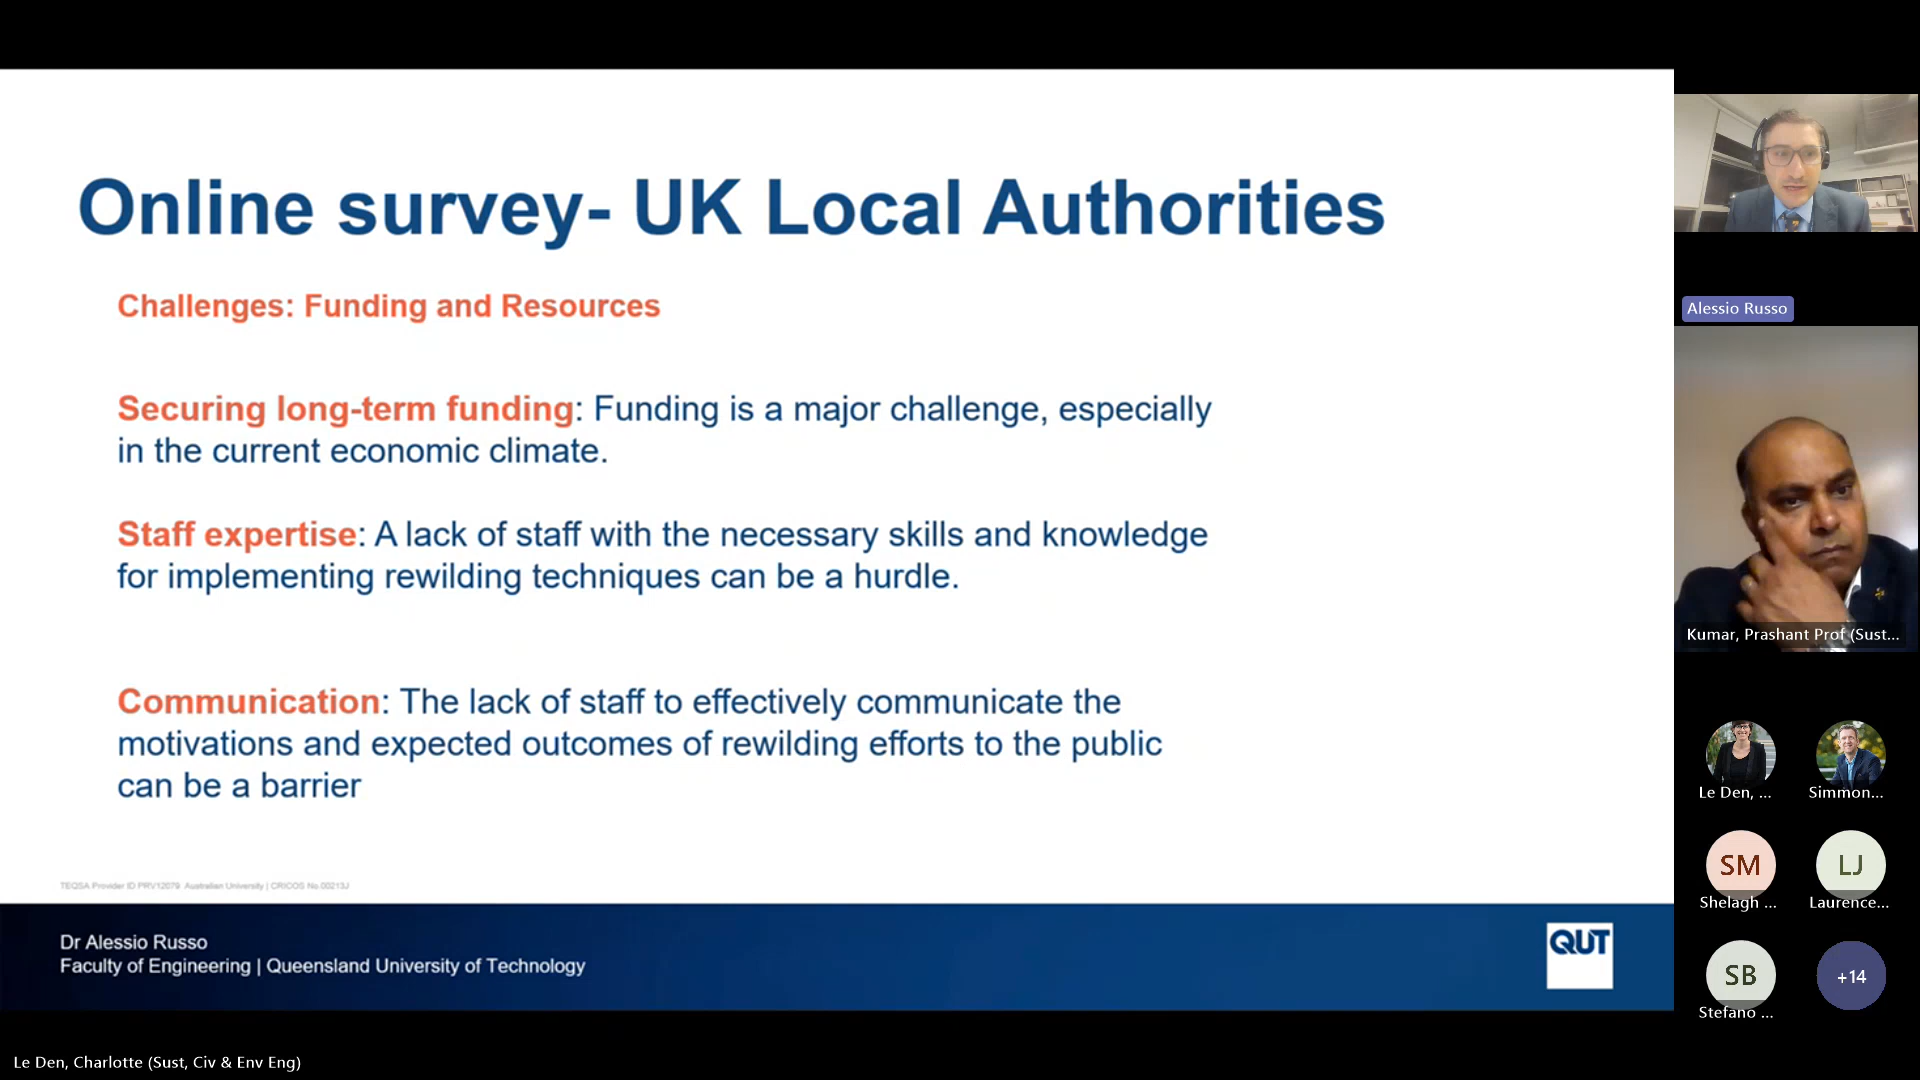 Online survey- UK Local Authorities
Challenges: Funding and Resources
Securing long-term funding: Funding is a major challenge, especially
in the current economic climate.
Staff expertise: A lack of staff with the necessary skills and knowledge
for implementing rewilding techniques can be a hurdle.
Communication: The lack of staff to effectively communicate the
motivations and expected outcomes of rewilding efforts to the public
can be a barrier
TEQSA Provider ID PRV12079 Australian University | CRICOS No.00213J
Dr Alessio Russo
Faculty of Engineering | Queensland University of Technology
QUT
Alessio Russo
Kumar, Prashant Prof (Sust...
Le Den, ...
Simmon...
SM
Shelagh ...
LJ
Laurence...
SB
Stefano ...
+14
Le Den, Charlotte (Sust, Civ & Env Eng)